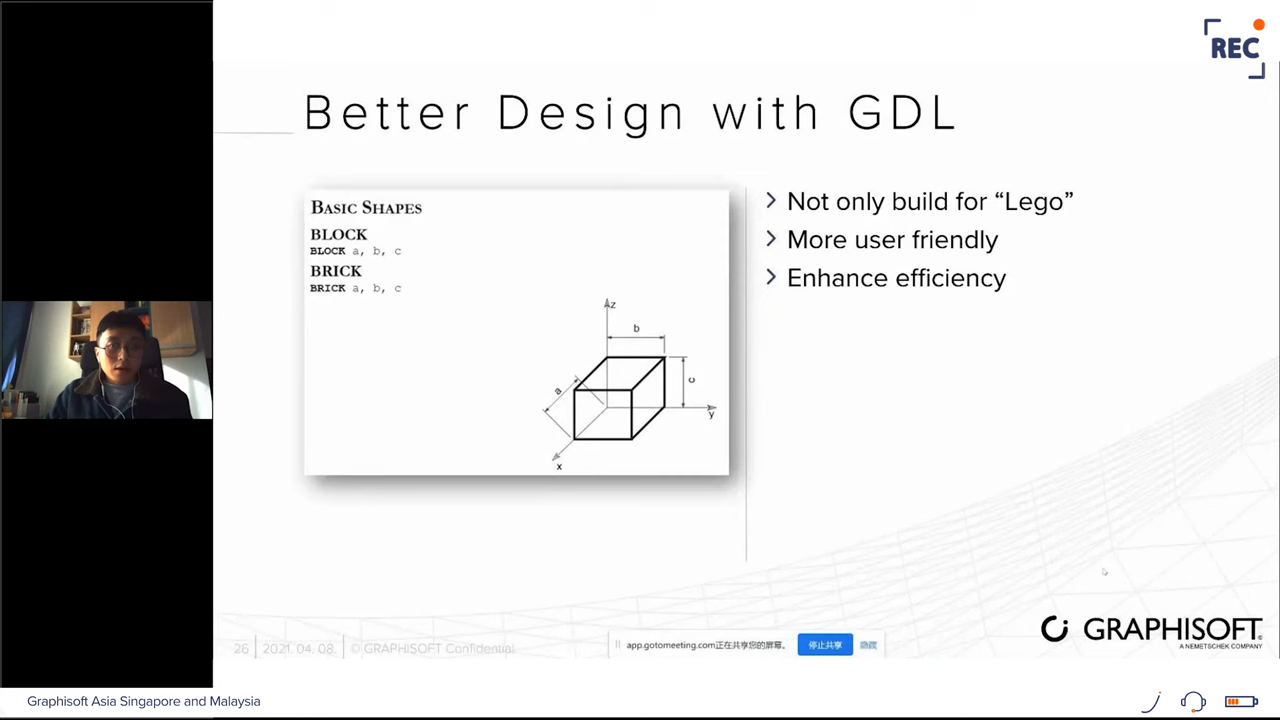 REC
Better Design with GDL
BASIC SHAPES
BLOCK
BLOCK a, b, c
BRICK
BRICK a, b, c
z
b
a
c
y
x
Not only build for “Lego”
More user friendly
Enhance efficiency
26 2021. 04. 08. © GRAPHISOFT Confidential
app.gotomeeting.com正在共享您的屏幕。 停止共享 隐藏
GRAPHISOFT
A NEMETSCHEK COMPANY
Graphisoft Asia Singapore and Malaysia